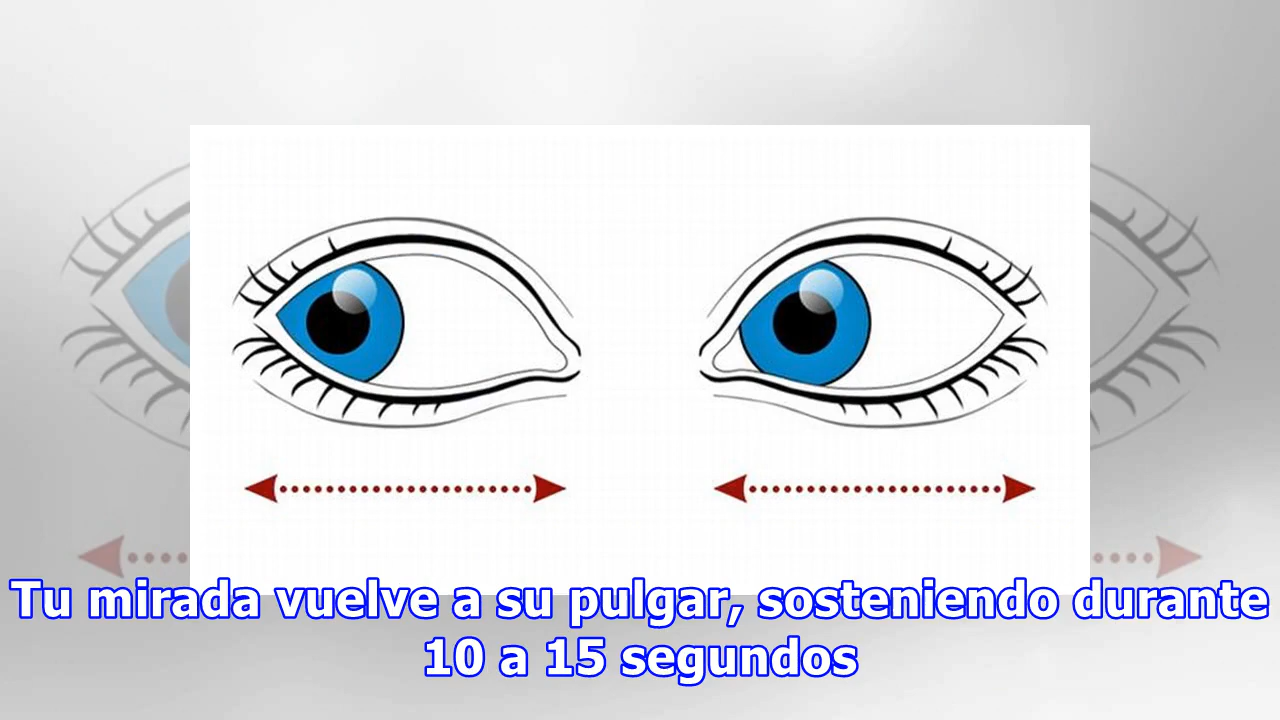 Tu mirada vuelve a su pulgar, sosteniendo durante
10 a 15 segundos